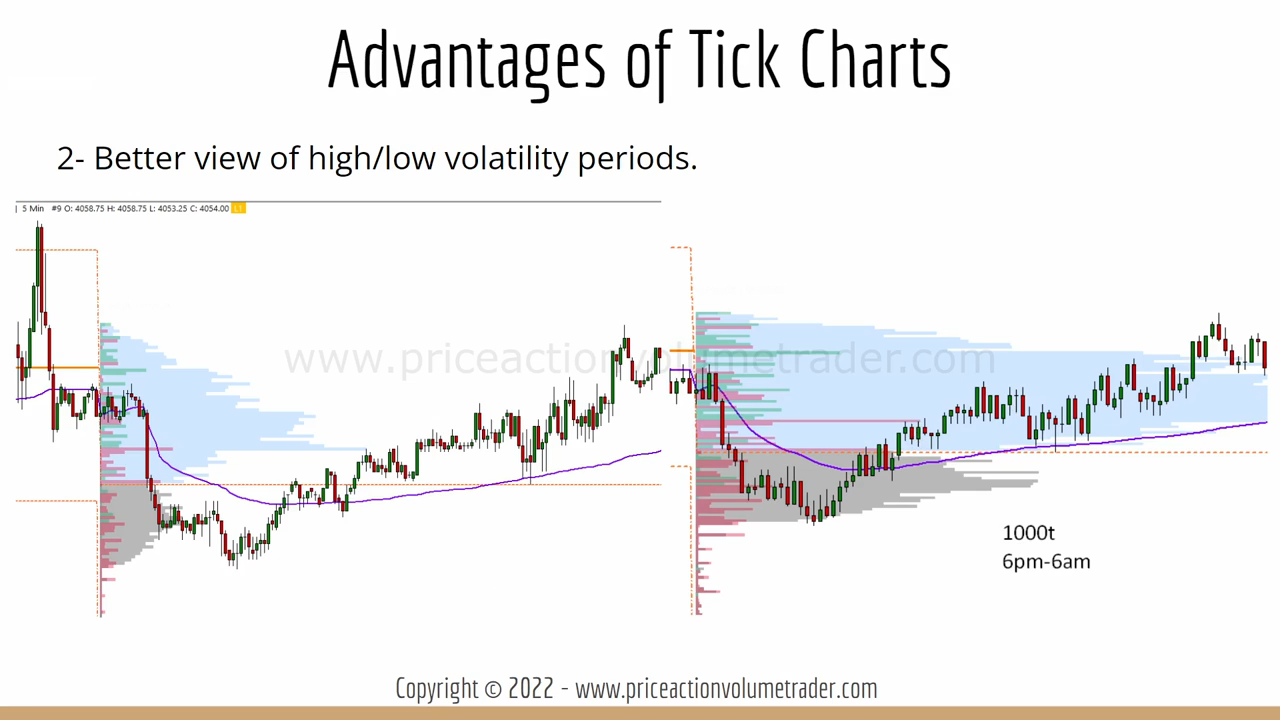 Advantages of Tick Charts
2- Better view of high/low volatility periods.
| 5 Min #9 O: 4058.75 H: 4058.75 L: 4053.25 C: 4054.00 L1
www.priceactionvolumetrader.com
1000t
6pm-6am
Copyright © 2022 - www.priceactionvolumetrader.com